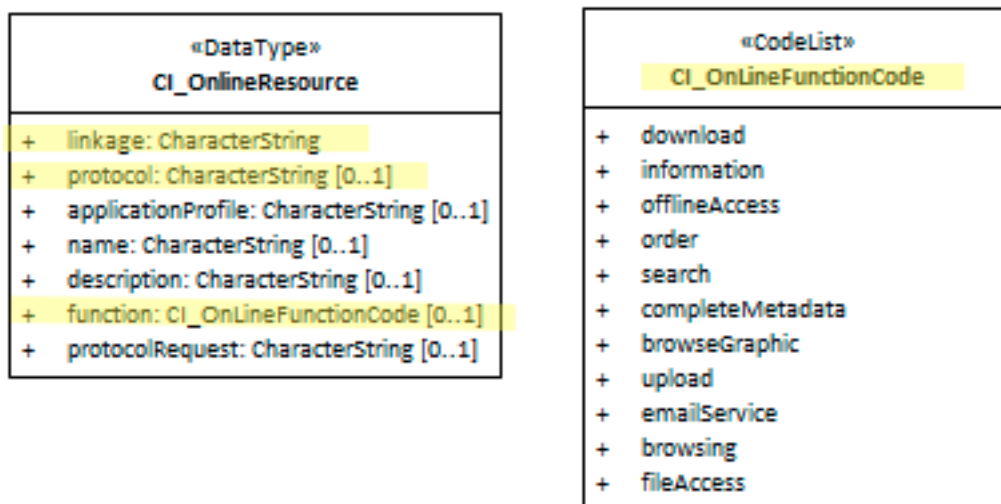 «DataType»
CI_OnlineResource
+ linkage: CharacterString
+ protocol: CharacterString [0..1]
+ applicationProfile: CharacterString [0..1]
+ name: CharacterString [0..1]
+ description: CharacterString [0..1]
+ function: CI_OnLineFunctionCode [0..1]
+ protocolRequest: CharacterString [0..1]
«CodeList»
CI_OnLineFunctionCode
+ download
+ information
+ offlineAccess
+ order
+ search
+ completeMetadata
+ browseGraphic
+ upload
+ emailService
+ browsing
+ fileAccess